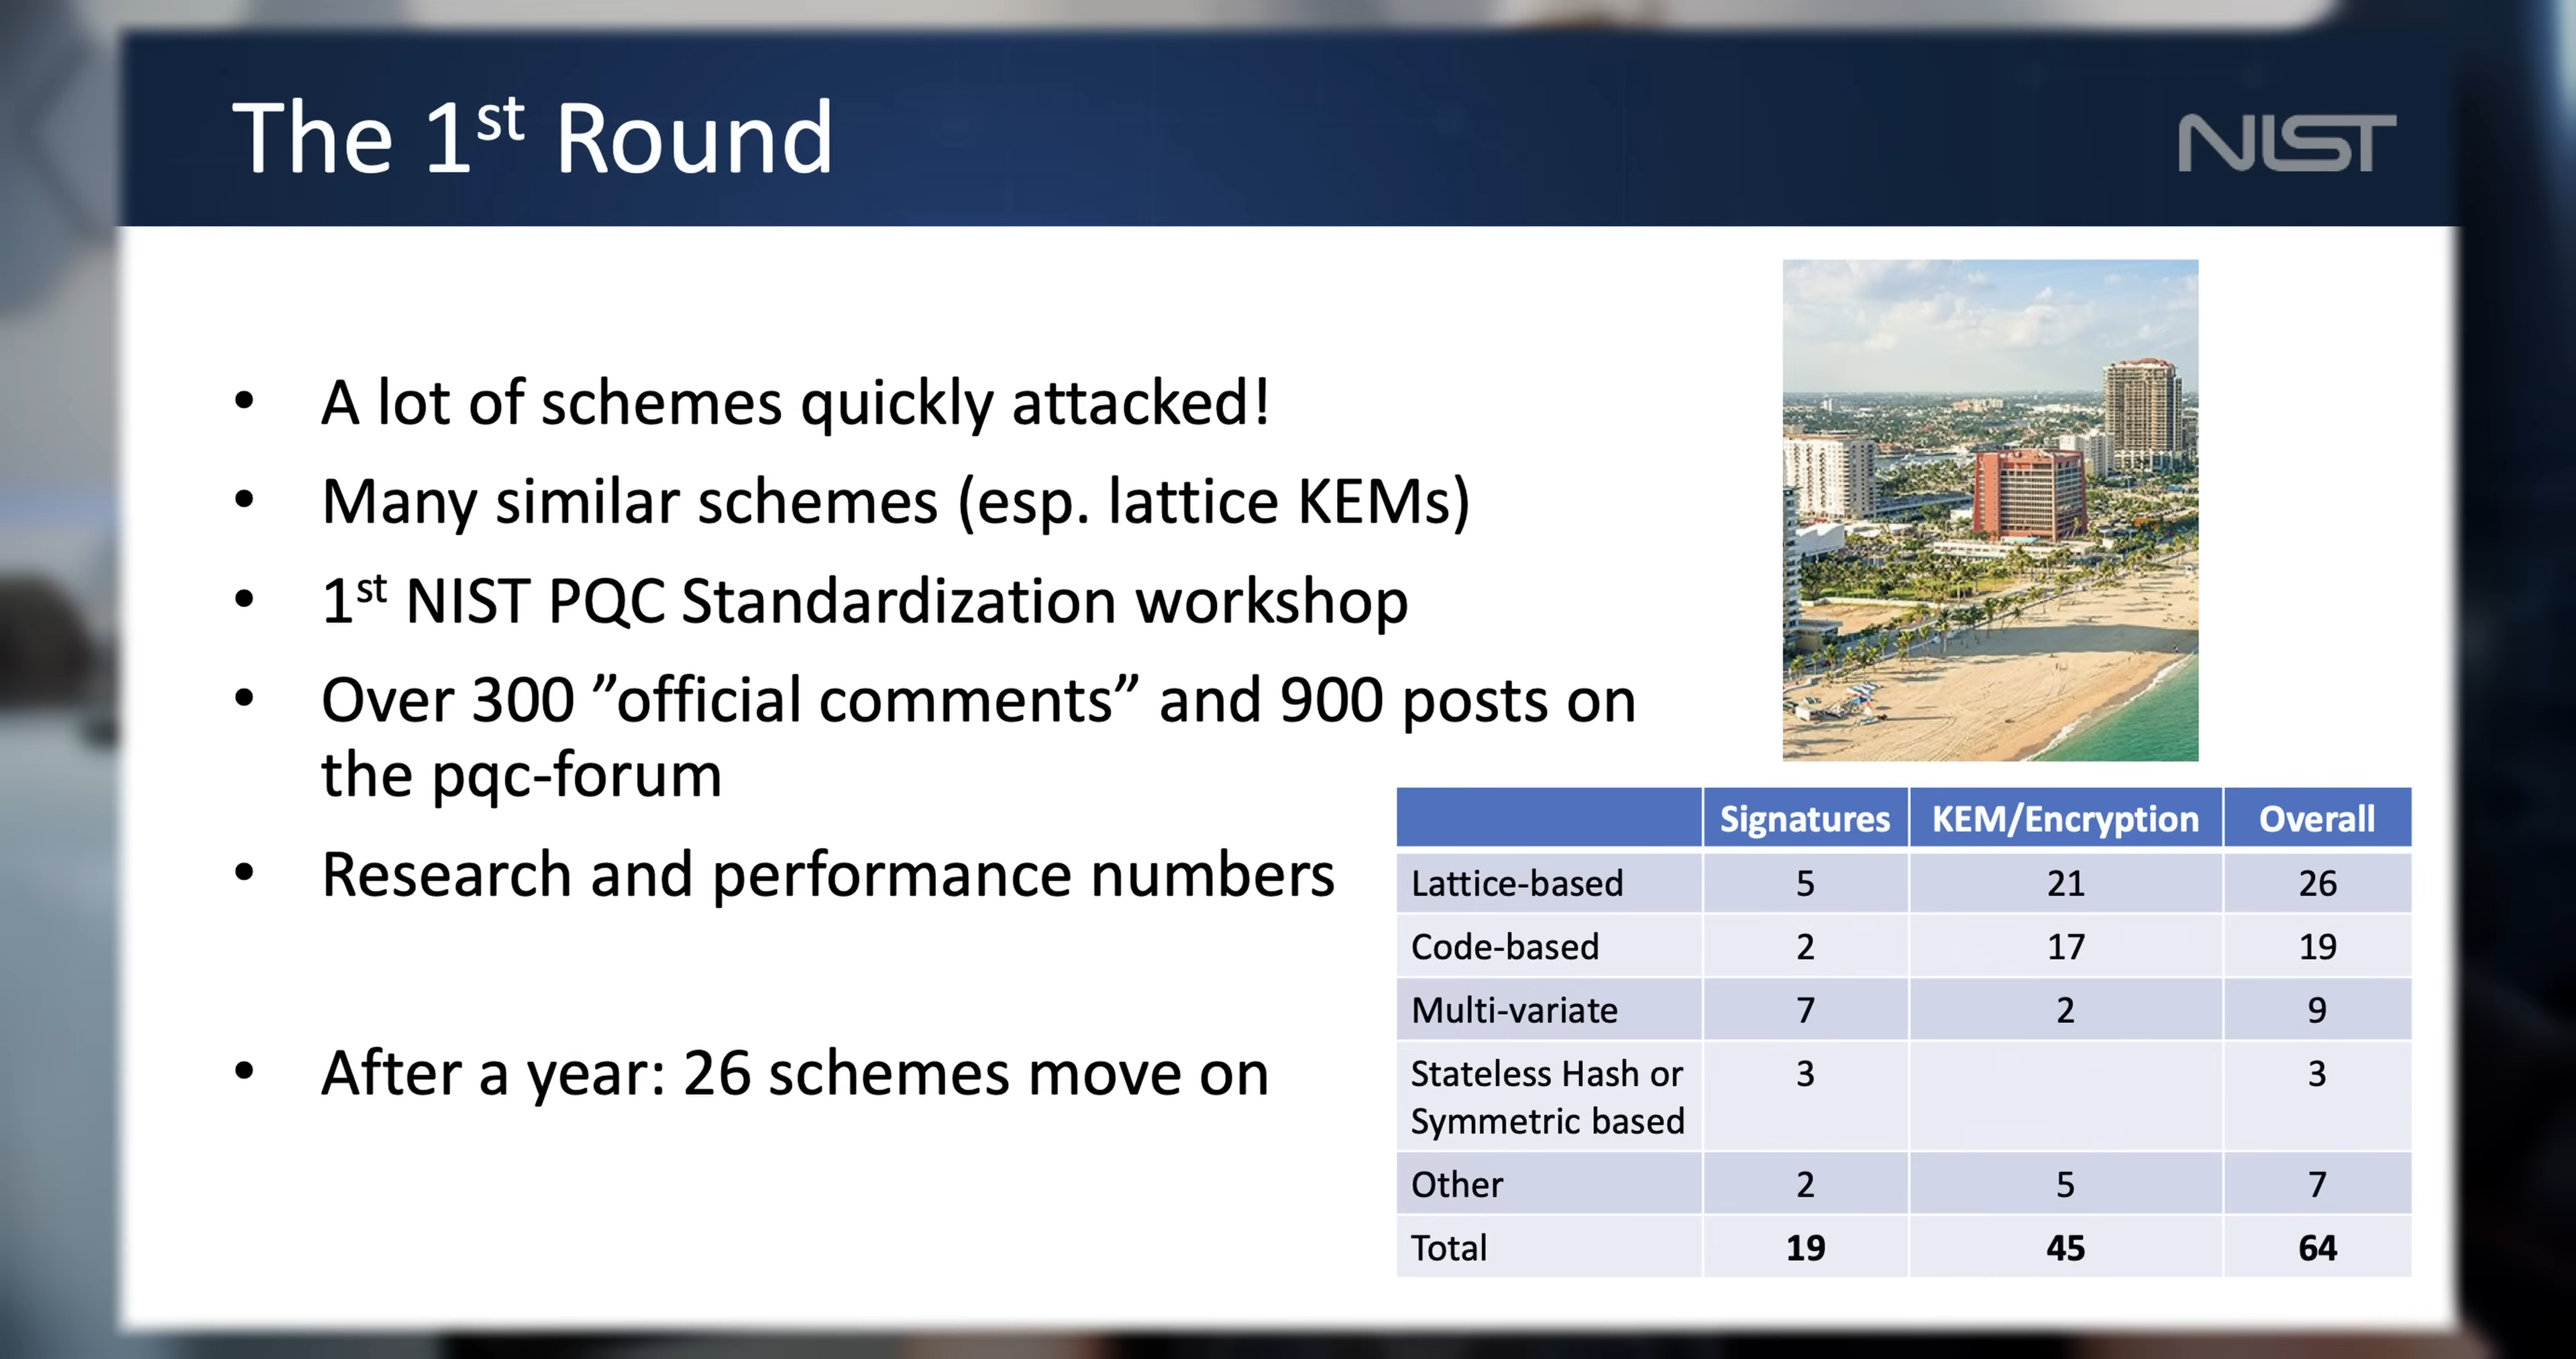 The 1st Round
NIST
• A lot of schemes quickly attacked!
• Many similar schemes (esp. lattice KEMs)
• 1st NIST PQC Standardization workshop
• Over 300 ”official comments” and 900 posts on
the pqc-forum
• Research and performance numbers
• After a year: 26 schemes move on
Signatures KEM/Encryption Overall
Lattice-based 5 21 26
Code-based 2 17 19
Multi-variate 7 2 9
Stateless Hash or 3 3
Symmetric based
Other 2 5 7
Total 19 45 64